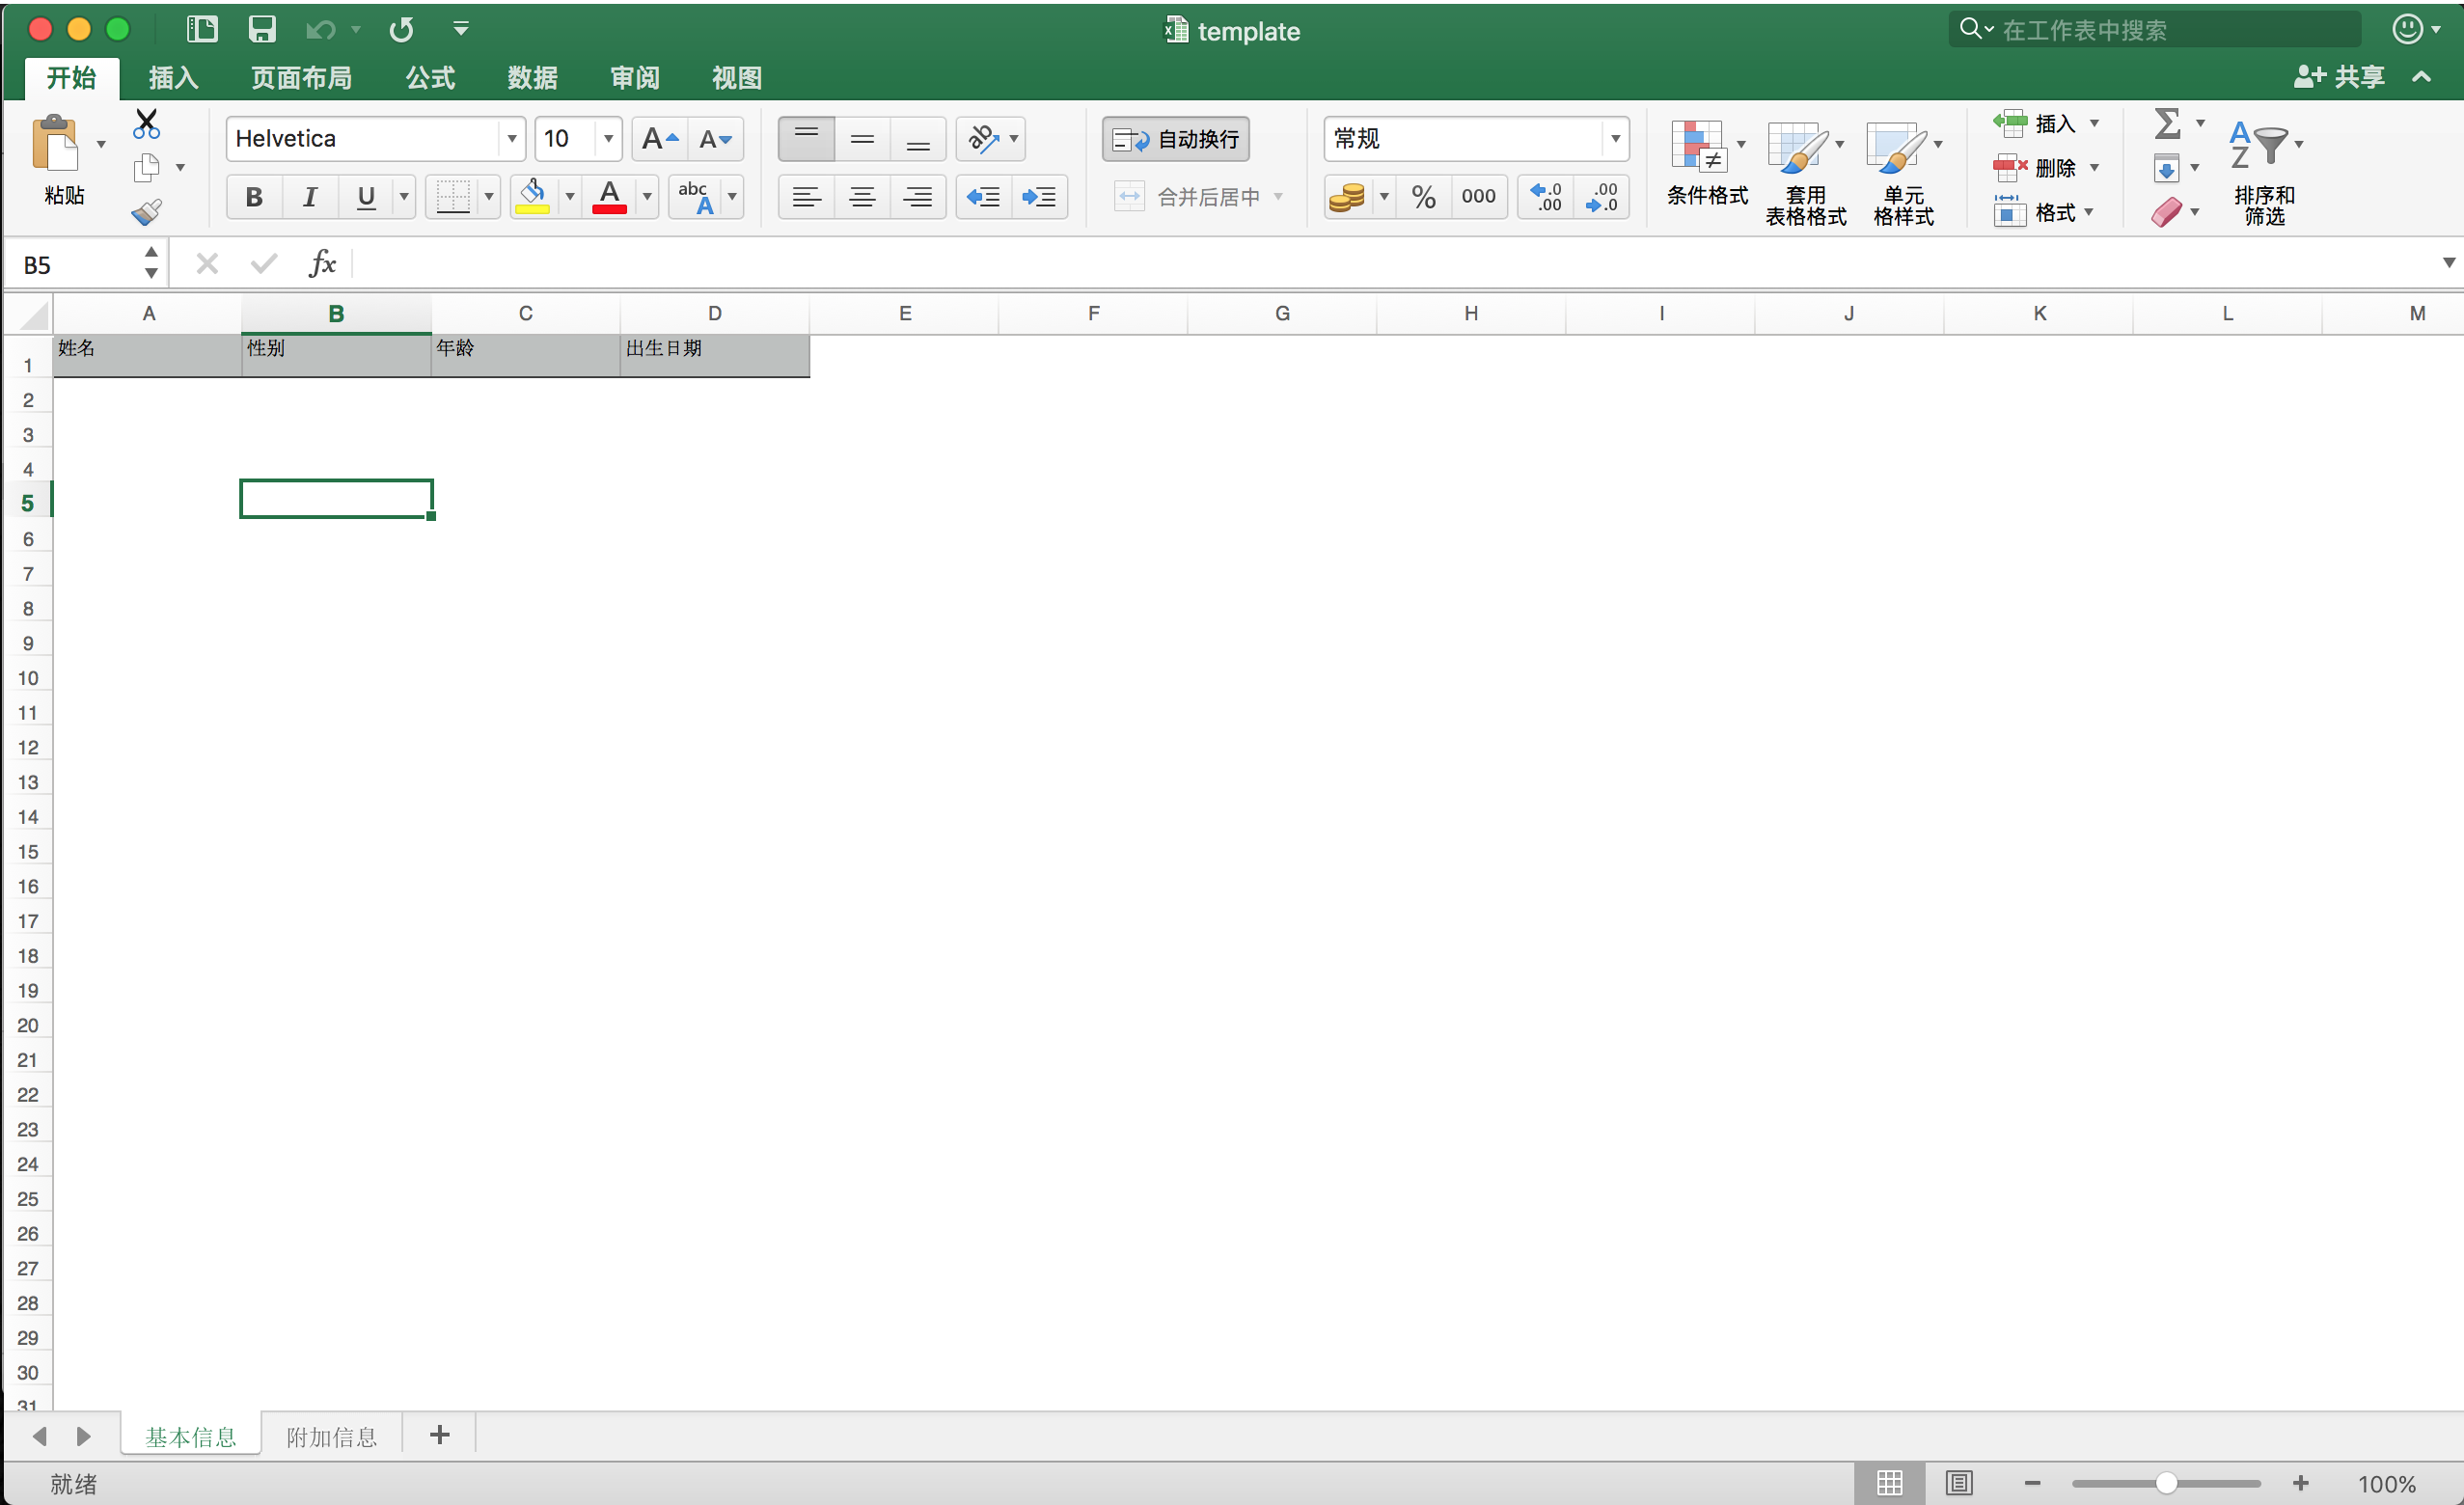 template
在工作表中搜索
开始 插入 页面布局 公式 数据 审阅 视图
共享
粘贴
Helvetica
10
A A
B I U
A
abc A
ab
自动换行
合并后居中
常规
% 000
.0 .00
.00 .0
条件格式
套用
表格格式
单元
格样式
插入
删除
格式
Σ
A
Z
排序和
筛选
B5
fx
A B C D E F G H I J K L M
1 姓名 性别 年龄 出生日期
2
3
4
5
6
7
8
9
10
11
12
13
14
15
16
17
18
19
20
21
22
23
24
25
26
27
28
29
30
31
基本信息 附加信息 +
就绪
100%